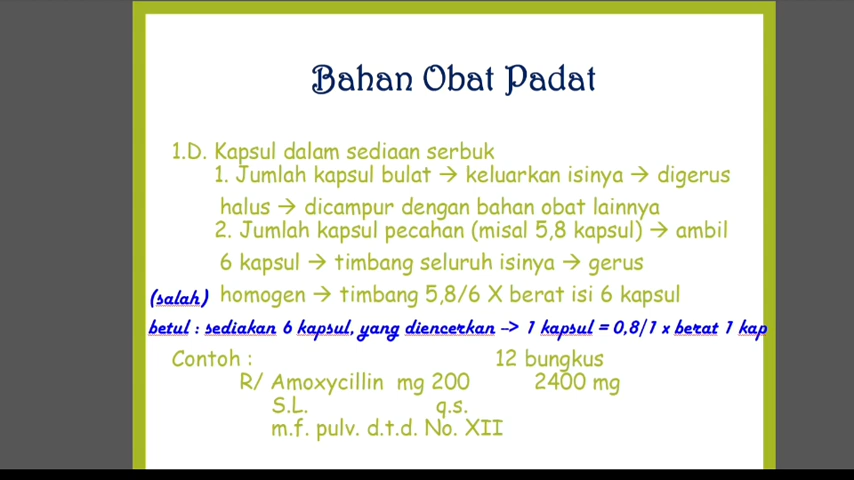 Bahan Obat Padat
1.D. Kapsul dalam sediaan serbuk
1. Jumlah kapsul bulat → keluarkan isinya → digerus
halus → dicampur dengan bahan obat lainnya
2. Jumlah kapsul pecahan (misal 5,8 kapsul) → ambil
6 kapsul → timbang seluruh isinya → gerus
(salah) homogen → timbang 5,8/6 X berat isi 6 kapsul
betul : sediakan 6 kapsul, yang diencerkan --> 1 kapsul = 0,8/1 x berat 1 kap
Contoh : 12 bungkus
R/ Amoxycillin mg 200 2400 mg
S.L. q.s.
m.f. pulv. d.t.d. No. XII